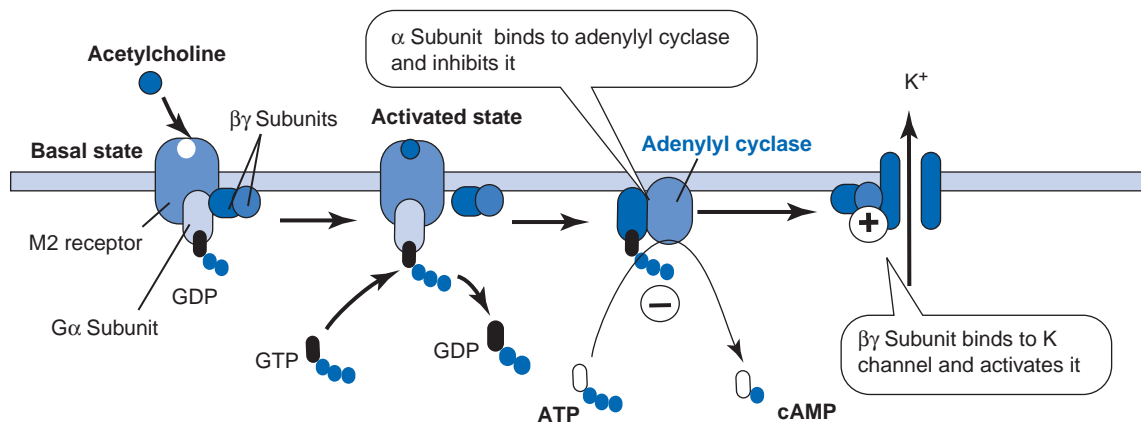 α Subunit binds to adenylyl cyclase
and inhibits it
Acetylcholine
K+
βγ Subunits
Activated state
Basal state
Adenylyl cyclase
M2 receptor
+
GDP
−
Gα Subunit
GTP
GDP
βγ Subunit binds to K
channel and activates it
ATP
cAMP